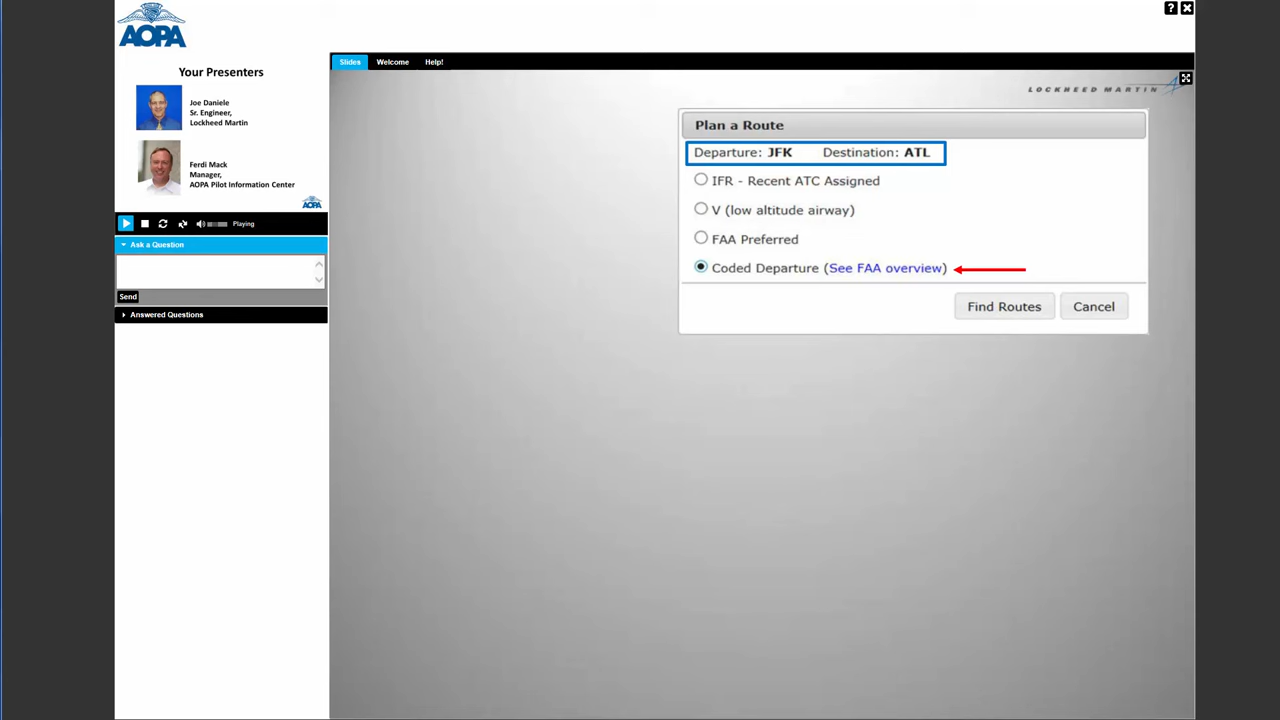 AOPA
?
Your Presenters
Joe Daniele
Sr. Engineer,
Lockheed Martin
Ferdi Mack
Manager,
AOPA Pilot Information Center
AOPA
Playing
Ask a Question
Send
Answered Questions
Slides Welcome Help!
LOCKHEED MARTIN
Plan a Route
Departure: JFK Destination: ATL
IFR - Recent ATC Assigned
V (low altitude airway)
FAA Preferred
Coded Departure (See FAA overview)
Find Routes Cancel